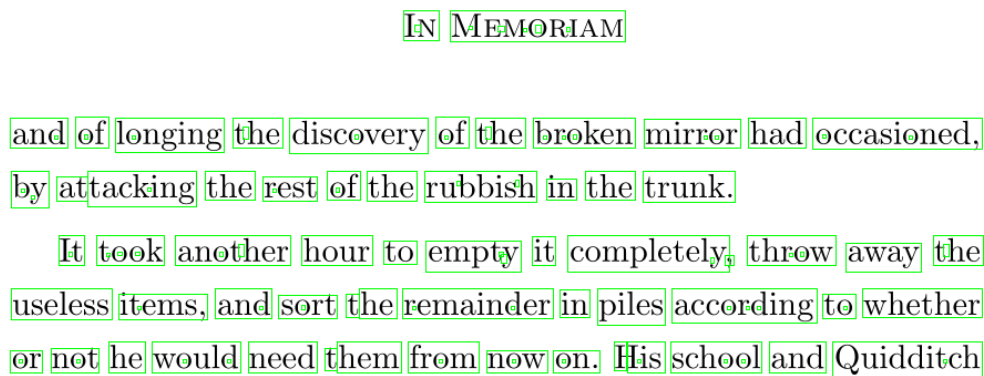 In Memoriam
and of longing the discovery of the broken mirror had occasioned,
by attacking the rest of the rubbish in the trunk.
It took another hour to empty it completely, throw away the
useless items, and sort the remainder in piles according to whether
or not he would need them from now on. His school and Quidditch